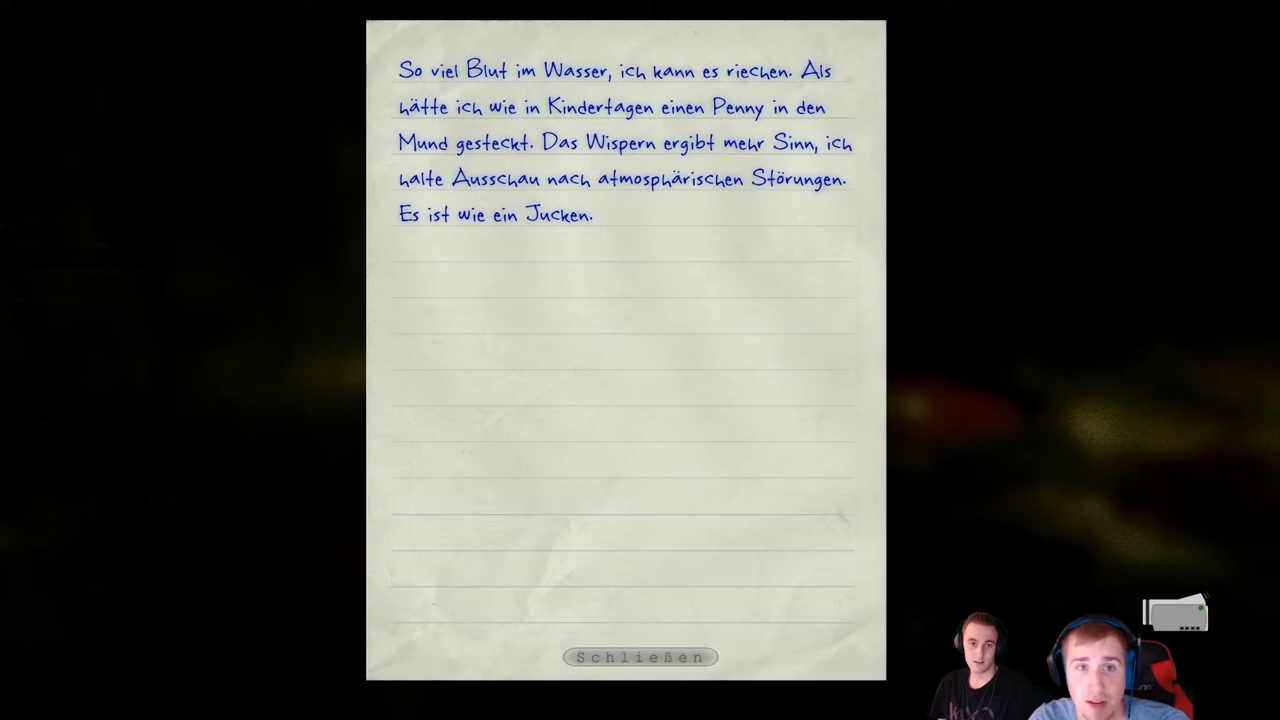 So viel Blut im Wasser, ich kann es riechen. Als
hätte ich wie in Kindertagen einen Penny in den
Mund gesteckt. Das Wispern ergibt mehr Sinn, ich
halte Ausschau nach atmosphärischen Störungen.
Es ist wie ein Jucken.
Schließen